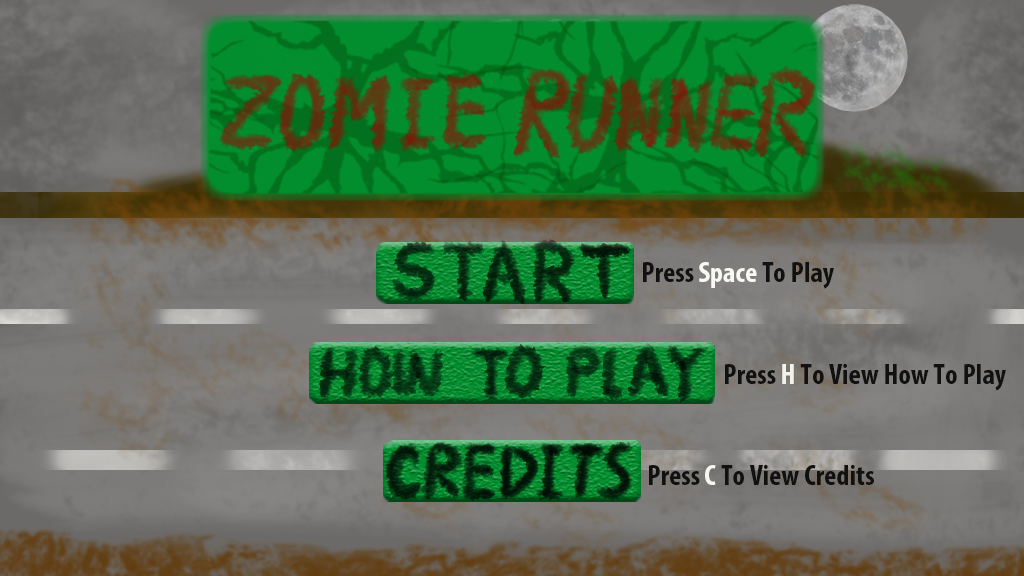 ZOMIE RUNNER
START Press Space To Play
HOW TO PLAY Press H To View How To Play
CREDITS Press C To View Credits